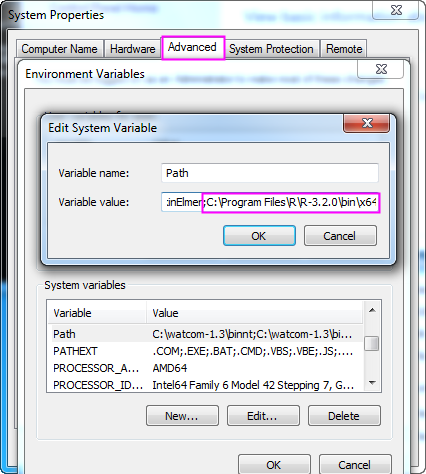 System Properties
Computer Name Hardware Advanced System Protection Remote
Environment Variables
Edit System Variable
Variable name: Path
Variable value: :inElmer;C:\Program Files\R\R-3.2.0\bin\x64
OK Cancel
System variables
Variable Value
Path C:\watcom-1.3\binnt;C:\watcom-1.3\bi...
PATHEXT .COM;.EXE;.BAT;.CMD;.VBS;.VBE;.JS;....
PROCESSOR_A... AMD64
PROCESSOR_ID... Intel64 Family 6 Model 42 Stepping 7, G...
New... Edit... Delete
OK Cancel